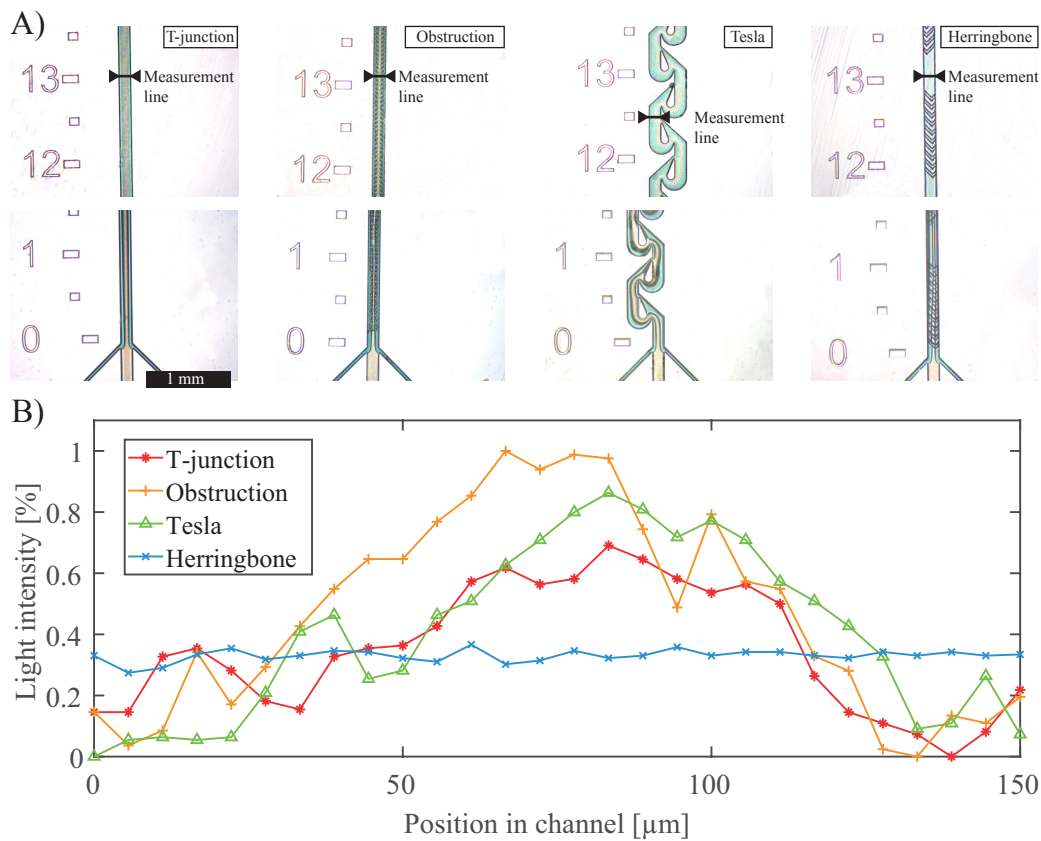 A)
T-junction
Obstruction
Tesla
Herringbone
13
Measurement
line
13
Measurement
line
13
Measurement
line
13
Measurement
line
12
12
12
12
1
1
1
1
0
0
0
0
1 mm
B)
1
0.8
0.6
0.4
0.2
0
Light intensity [%]
T-junction
Obstruction
Tesla
Herringbone
0
50
100
150
Position in channel [µm]